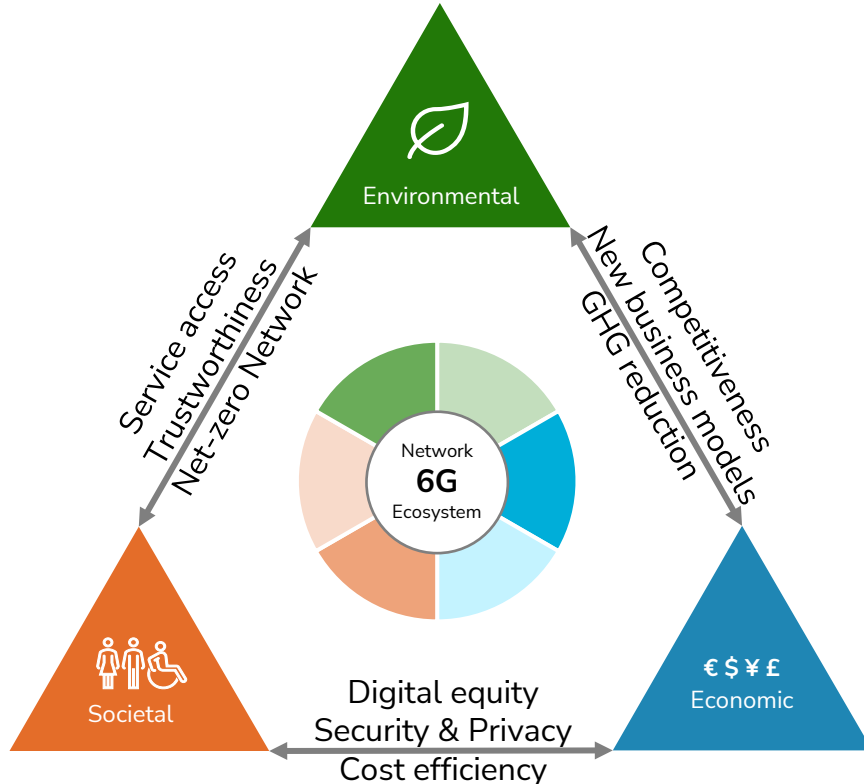 Environmental
Service access
Trustworthiness
Net-zero Network
Competitiveness
New business models
GHG reduction
Network
6G
Ecosystem
Societal
€ $ ¥ £
Economic
Digital equity
Security & Privacy
Cost efficiency